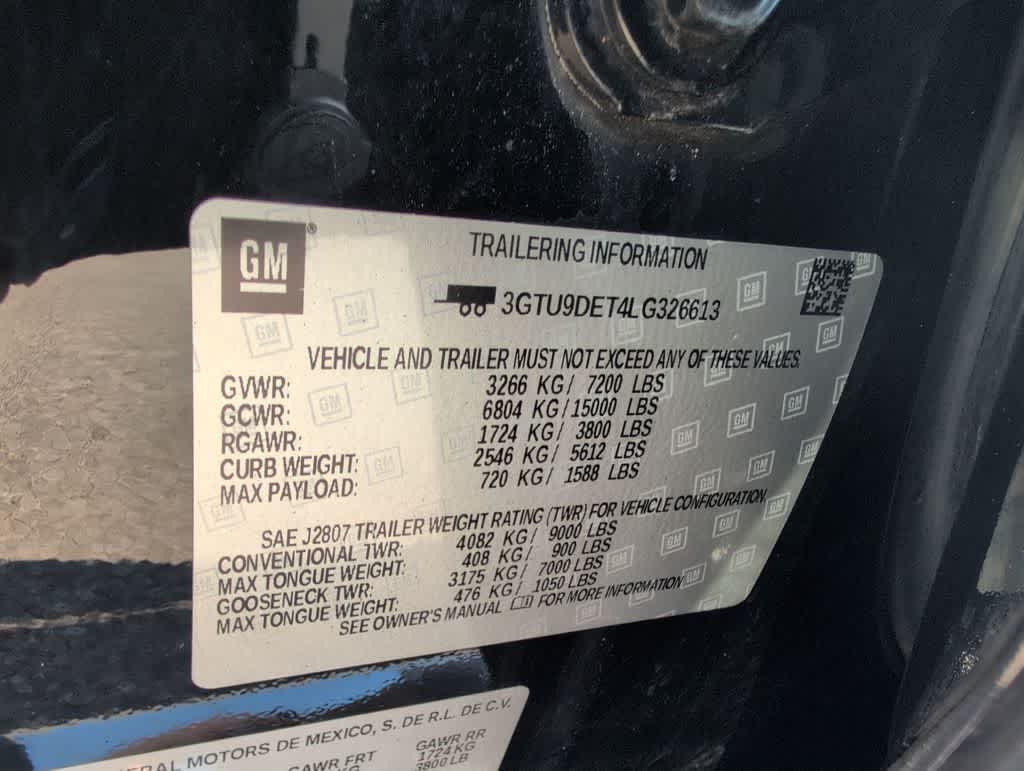 GM ®
TRAILERING INFORMATION
3GTU9DET4LG326613
VEHICLE AND TRAILER MUST NOT EXCEED ANY OF THESE VALUES.
GVWR: 3266 KG/ 7200 LBS
GCWR: 6804 KG/15000 LBS
RGAWR: 1724 KG/ 3800 LBS
CURB WEIGHT: 2546 KG/ 5612 LBS
MAX PAYLOAD: 720 KG/ 1588 LBS
SAE J2807 TRAILER WEIGHT RATING (TWR) FOR VEHICLE CONFIGURATION
CONVENTIONAL TWR: 4082 KG/ 9000 LBS
MAX TONGUE WEIGHT: 408 KG/ 900 LBS
GOOSENECK TWR: 3175 KG/ 7000 LBS
MAX TONGUE WEIGHT: 476 KG/ 1050 LBS
SEE OWNER'S MANUAL FOR MORE INFORMATION
MOTORS DE MEXICO, S. DE R.L. DE C.V.
GAWR FRT GAWR RR
KG 1724 KG
3800 LB